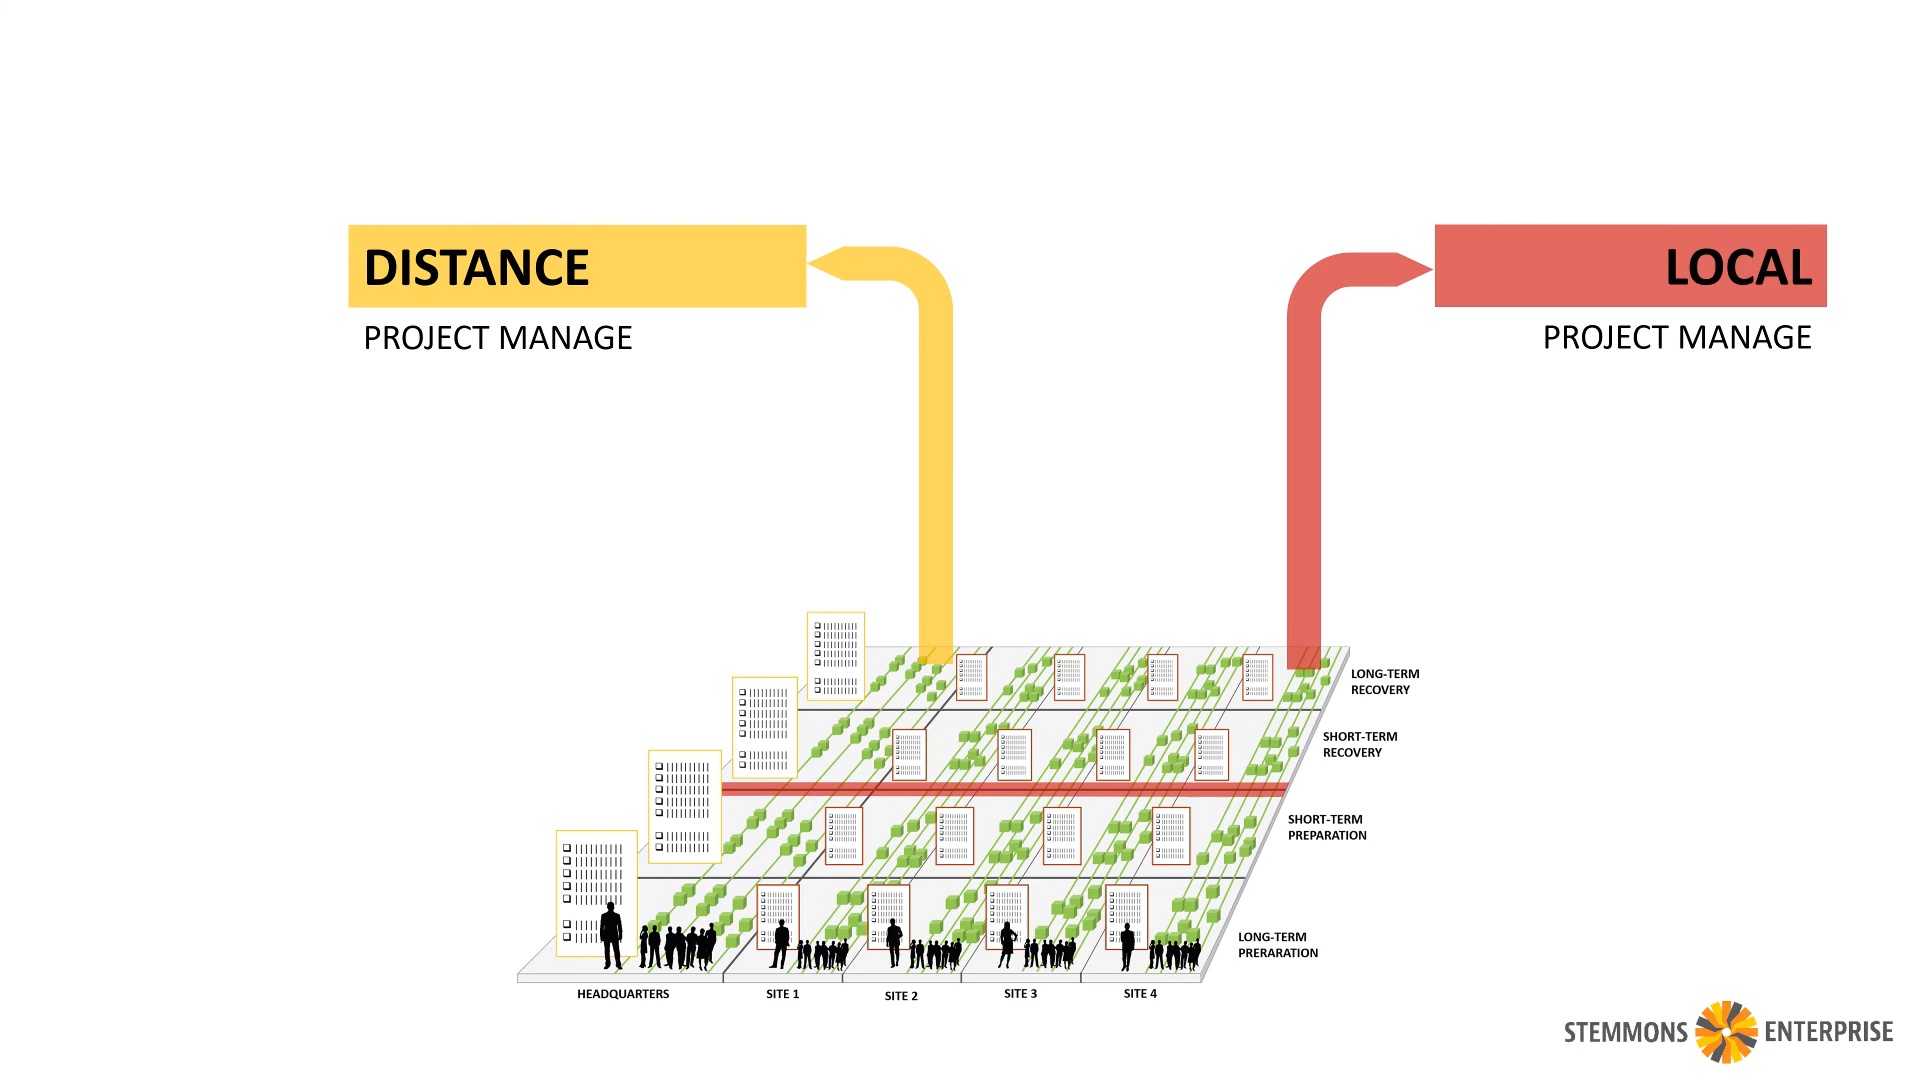 DISTANCE
PROJECT MANAGE
LOCAL
PROJECT MANAGE
LONG-TERM
RECOVERY
SHORT-TERM
RECOVERY
SHORT-TERM
PREPARATION
LONG-TERM
PRERARATION
HEADQUARTERS
SITE 1
SITE 2
SITE 3
SITE 4
STEMMONS ENTERPRISE